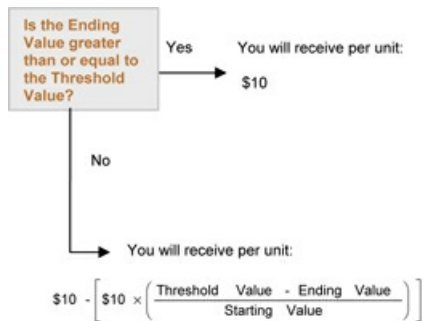 Is the Ending
Value greater
than or equal to
the Threshold
Value?
Yes
You will receive per unit:
$10
No
You will receive per unit:
$10 - [ $10 × ( Threshold Value - Ending Value
Starting Value ) ]